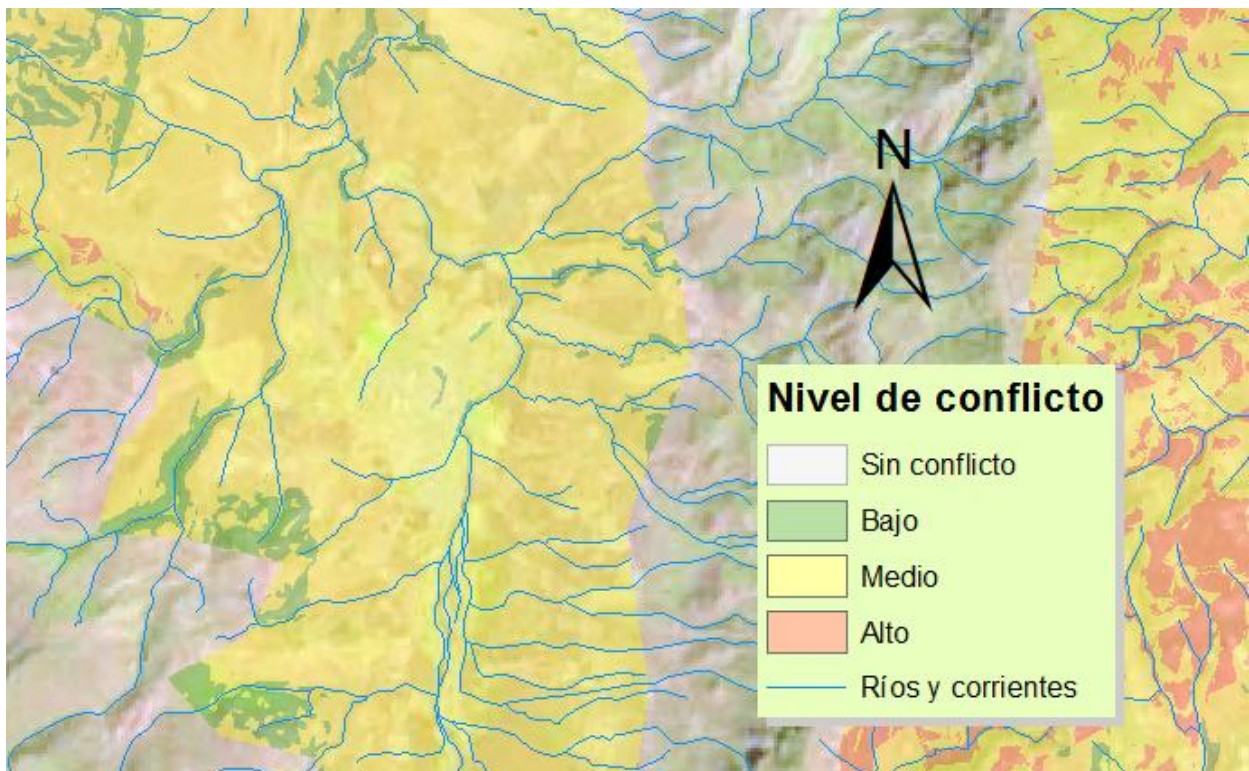 N
Nivel de conflicto
Sin conflicto
Bajo
Medio
Alto
Ríos y corrientes